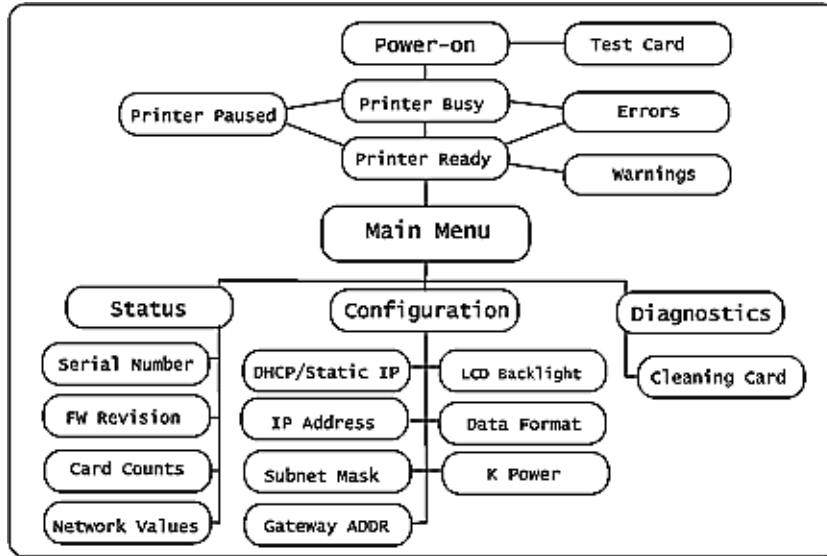 Power-on
Test Card
Printer Paused
Printer Busy
Errors
Printer Ready
Warnings
Main Menu
Status
Configuration
Diagnostics
Serial Number
DHCP/Static IP
LCD Backlight
Cleaning Card
FW Revision
IP Address
Data Format
Card Counts
Subnet Mask
K Power
Network Values
Gateway ADDR